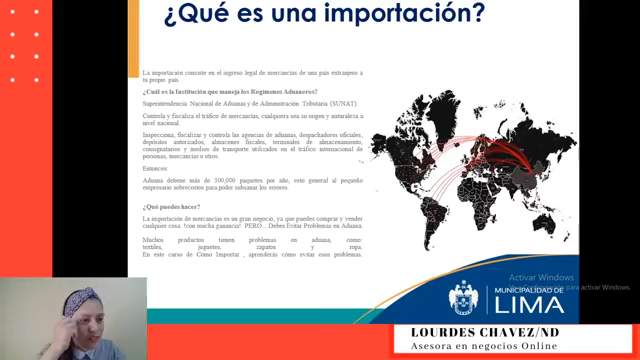 ¿Qué es una importación?
La importación consiste en el ingreso legal de mercancías de una país extranjero a
tu propio país.
¿Cuál es la Institución que maneja los Regímenes Aduaneros?
Superintendencia Nacional de Aduanas y de Administración Tributaria (SUNAT)
Controla y fiscaliza el tráfico de mercancías, cualquiera sea su origen y naturaleza a
nivel nacional.
Inspecciona, fiscalizar y controla las agencias de aduanas, despachadores oficiales,
depósitos autorizados, almacenes fiscales, terminales de almacenamiento,
consignatarios y medios de transporte utilizados en el tráfico internacional de
personas, mercancías u otros.
Entonces:
Aduana detiene más de 300,000 paquetes por año, esto general al pequeño
empresario sobrecostos para poder subsanar los errores.
¿Qué puedes hacer?
La importación de mercancías es un gran negocio, ya que puedes comprar y vender
cualquier cosa. !con mucha ganancia! PERO... Debes Evitar Problemas en Aduana.
Muchos productos tienen problemas en aduana, como:
textiles, juguetes, zapatos y ropa.
En este curso de Como Importar , aprenderás cómo evitar esos problemas.
Activar Windows
para activar Windows.
MUNICIPALIDAD DE
LIMA
LOURDES CHAVEZ/ND
Asesora en negocios Online